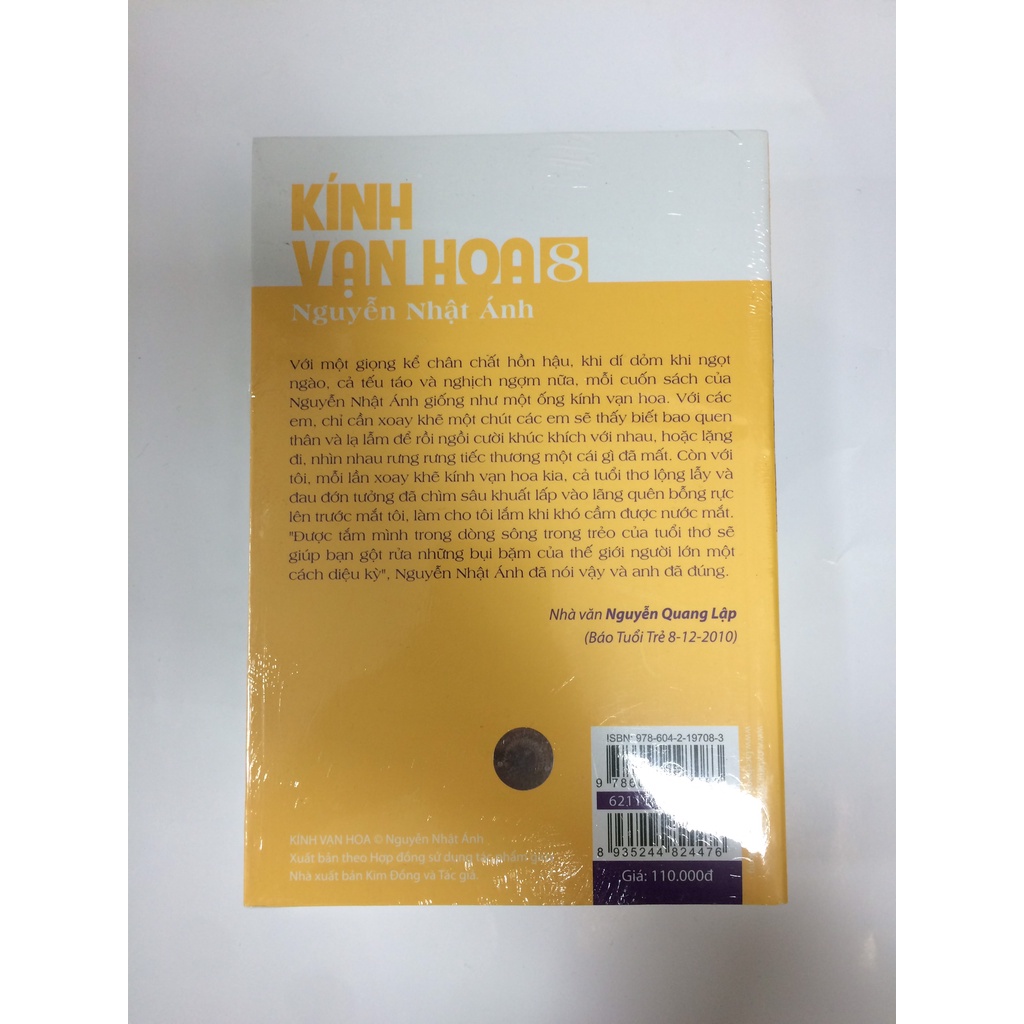 KÍNH
VẠN HOA 8
Nguyễn Nhật Ánh
Với một giọng kể chân chất hồn hậu, khi dí dỏm khi ngọt
ngào, cả tếu táo và nghịch ngợm nữa, mỗi cuốn sách của
Nguyễn Nhật Ánh giống như một ống kính vạn hoa. Với các
em, chỉ cần xoay khẽ một chút các em sẽ thấy biết bao quen
thân và lạ lẫm để rồi ngồi cười khúc khích với nhau, hoặc lặng
đi, nhìn nhau rưng rưng tiếc thương một cái gì đã mất. Còn với
tôi, mỗi lần xoay khẽ kính vạn hoa kia, cả tuổi thơ lộng lẫy và
đau đớn tưởng đã chìm sâu khuất lấp vào lãng quên bỗng rực
lên trước mắt tôi, làm cho tôi lắm khi khó cầm được nước mắt.
"Được tắm mình trong dòng sông trong trẻo của tuổi thơ sẽ
giúp bạn gột rửa những bụi bặm của thế giới người lớn một
cách diệu kỳ", Nguyễn Nhật Ánh đã nói vậy và anh đã đúng.
Nhà văn Nguyễn Quang Lập
(Báo Tuổi Trẻ 8-12-2010)
ISBN: 978-604-2-19708-3
KÍNH VẠN HOA © Nguyễn Nhật Ánh
Xuất bản theo Hợp đồng sử dụng tác phẩm
Nhà xuất bản Kim Đồng và Tác giả.
8 935244 824476
Giá: 110.000đ